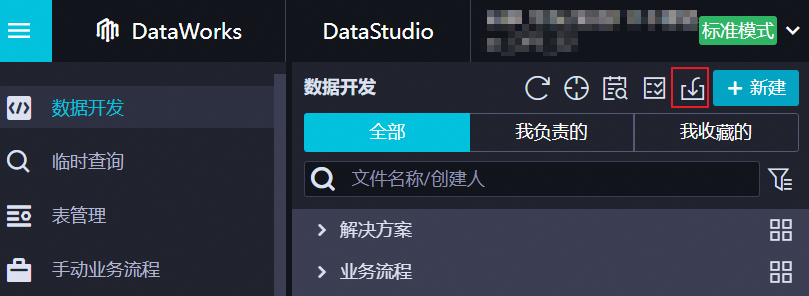 DataWorks
DataStudio
标准模式
数据开发
临时查询
表管理
手动业务流程
数据开发
新建
全部
我负责的
我收藏的
文件名称/创建人
解决方案
业务流程